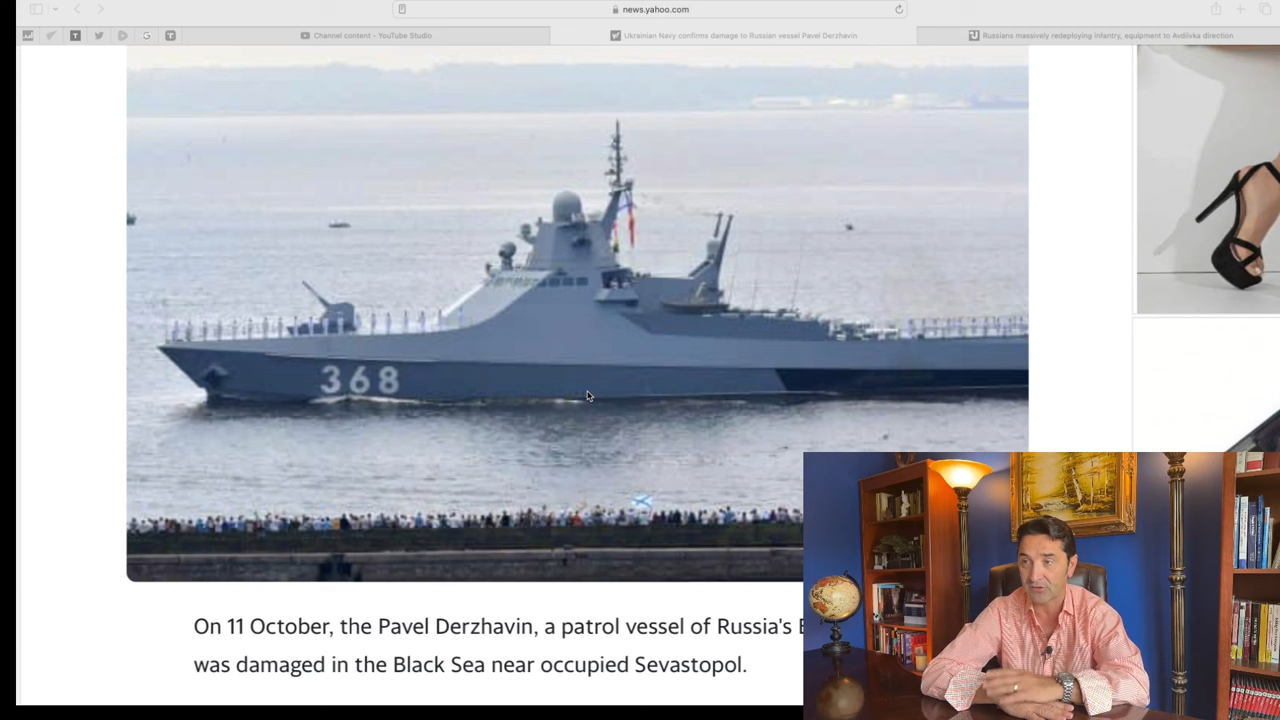 news.yahoo.com
Channel content - YouTube Studio
Ukrainian Navy confirms damage to Russian vessel Pavel Derzhavin
Russians massively redeploying infantry, equipment to Avdiivka direction
368
On 11 October, the Pavel Derzhavin, a patrol vessel of Russia's
was damaged in the Black Sea near occupied Sevastopol.